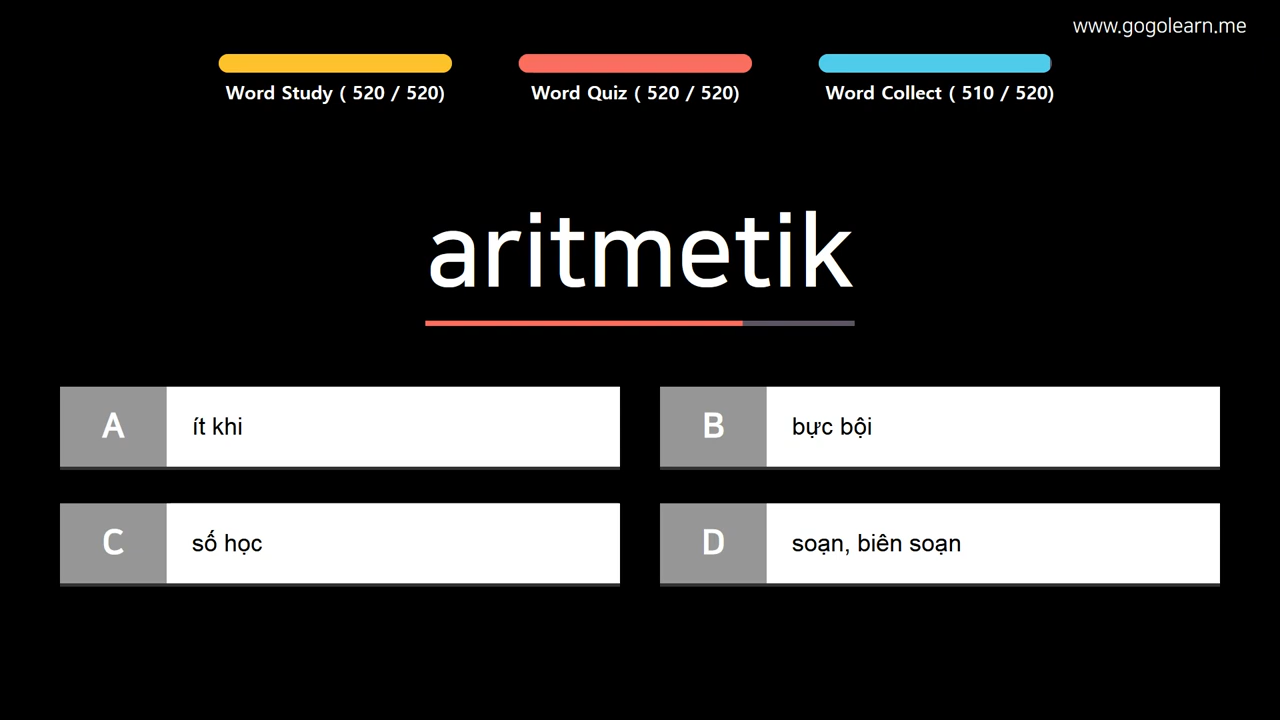 www.gogolearn.me
Word Study ( 520 / 520)
Word Quiz ( 520 / 520)
Word Collect ( 510 / 520)
aritmetik
A
ít khi
B
bực bội
C
số học
D
soạn, biên soạn